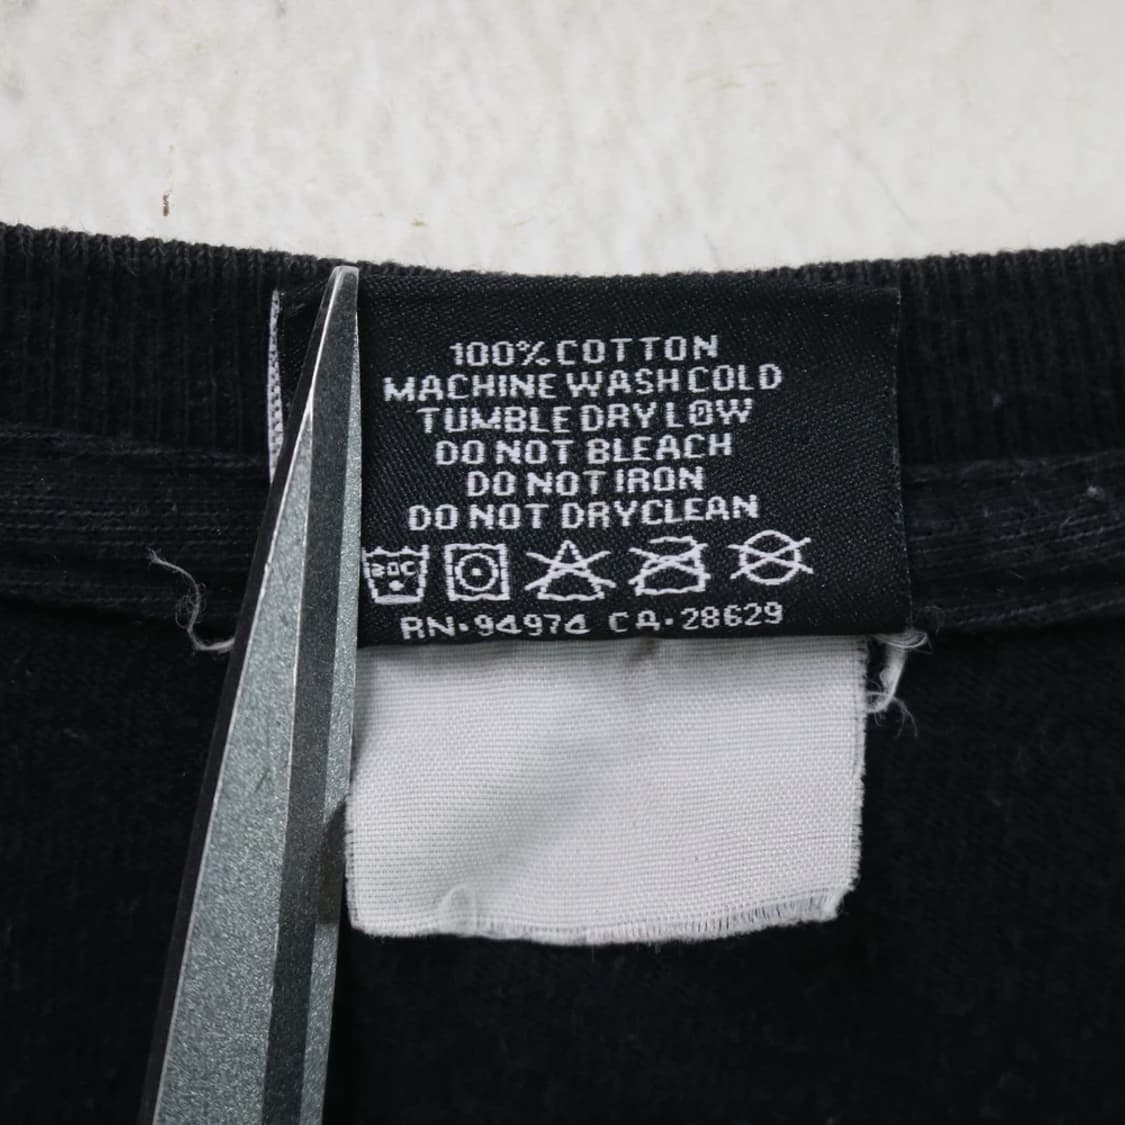 100% COTTON
MACHINE WASH COLD
TUMBLE DRY LOW
DO NOT BLEACH
DO NOT IRON
DO NOT DRYCLEAN
RN·94974 CA·28629